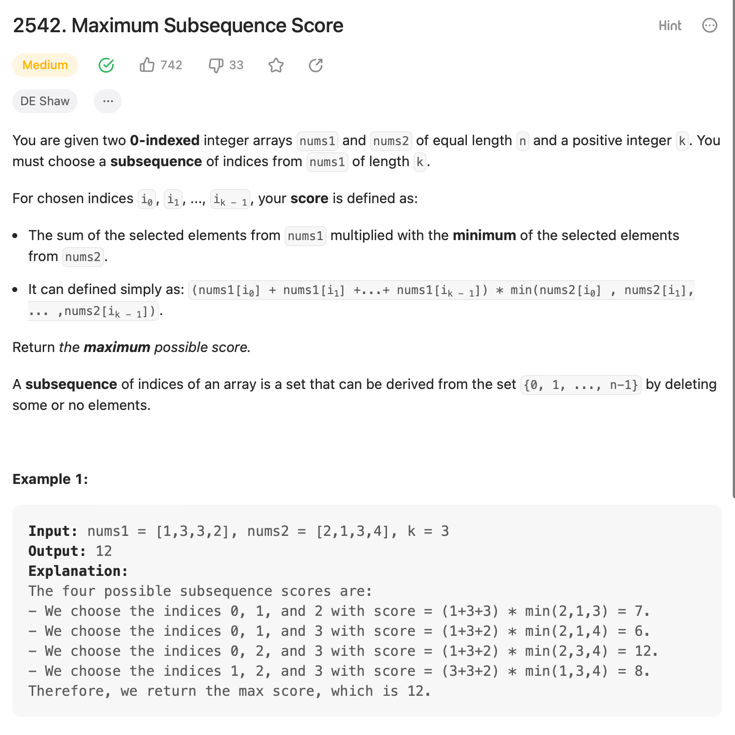 2542. Maximum Subsequence Score
Hint
Medium 742 33
DE Shaw ...
You are given two 0-indexed integer arrays nums1 and nums2 of equal length n and a positive integer k. You
must choose a subsequence of indices from nums1 of length k.
For chosen indices i₀, i₁, ..., iₖ ₋ ₁, your score is defined as:
• The sum of the selected elements from nums1 multiplied with the minimum of the selected elements
from nums2.
• It can defined simply as: (nums1[i₀] + nums1[i₁] +...+ nums1[iₖ ₋ ₁]) * min(nums2[i₀] , nums2[i₁],
... ,nums2[iₖ ₋ ₁]).
Return the maximum possible score.
A subsequence of indices of an array is a set that can be derived from the set {0, 1, ..., n-1} by deleting
some or no elements.
Example 1:
Input: nums1 = [1,3,3,2], nums2 = [2,1,3,4], k = 3
Output: 12
Explanation:
The four possible subsequence scores are:
- We choose the indices 0, 1, and 2 with score = (1+3+3) * min(2,1,3) = 7.
- We choose the indices 0, 1, and 3 with score = (1+3+2) * min(2,1,4) = 6.
- We choose the indices 0, 2, and 3 with score = (1+3+2) * min(2,3,4) = 12.
- We choose the indices 1, 2, and 3 with score = (3+3+2) * min(1,3,4) = 8.
Therefore, we return the max score, which is 12.